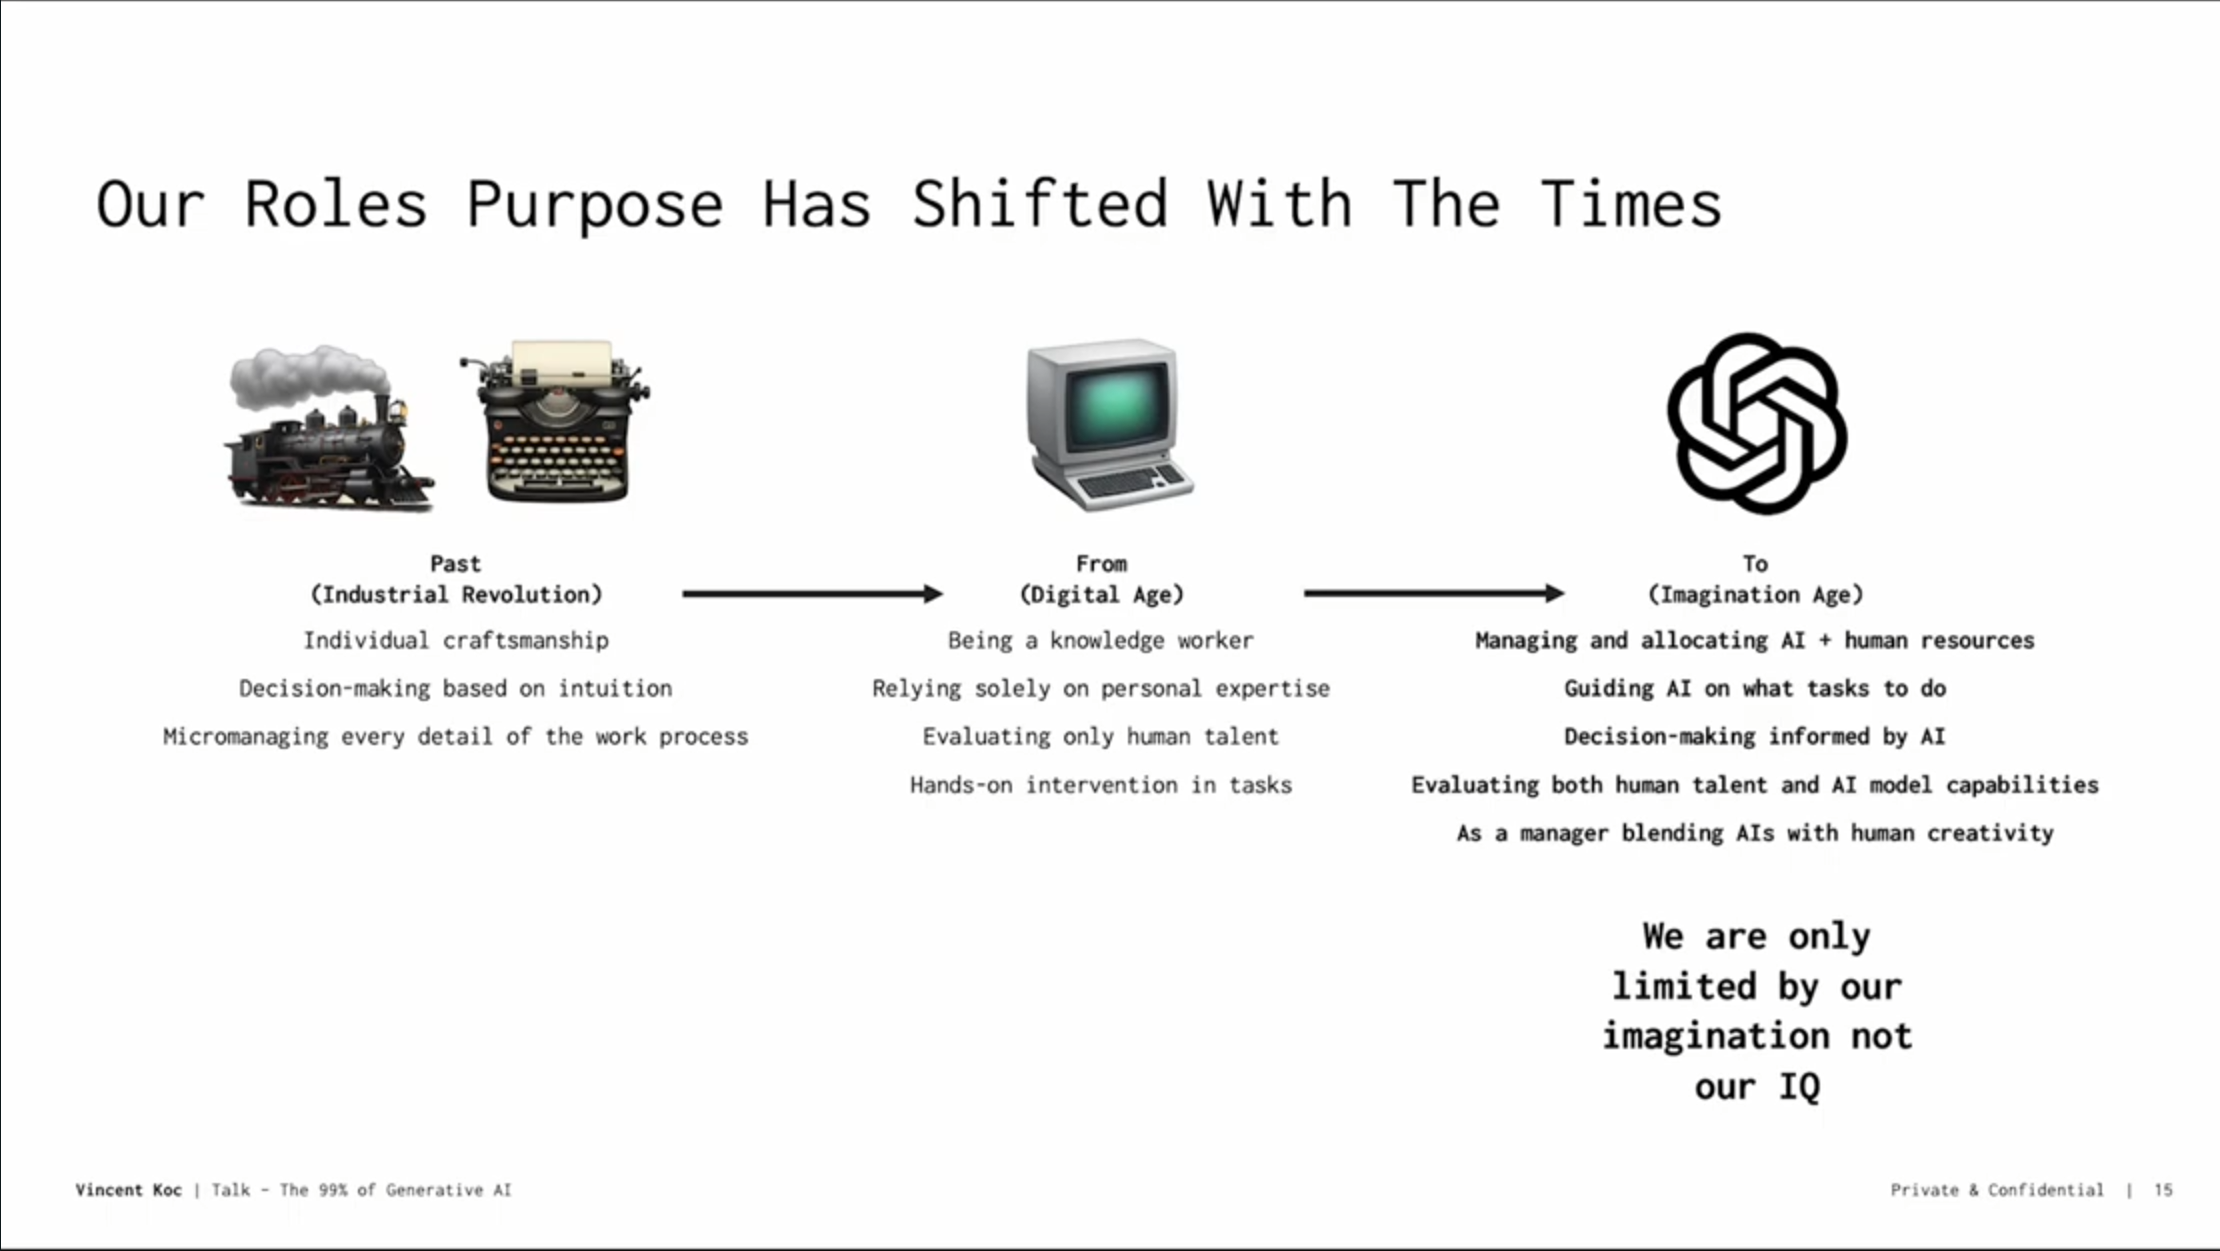 Our Roles Purpose Has Shifted With The Times
Past
(Industrial Revolution)
Individual craftsmanship
Decision-making based on intuition
Micromanaging every detail of the work process
From
(Digital Age)
Being a knowledge worker
Relying solely on personal expertise
Evaluating only human talent
Hands-on intervention in tasks
To
(Imagination Age)
Managing and allocating AI + human resources
Guiding AI on what tasks to do
Decision-making informed by AI
Evaluating both human talent and AI model capabilities
As a manager blending AIs with human creativity
We are only
limited by our
imagination not
our IQ
Vincent Koc | Talk – The 99% of Generative AI
Private & Confidential | 15